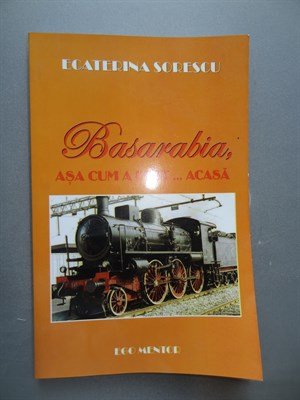 ECATERINA SORESCU
Basarabia,
AȘA CUM A ... ACASĂ
EGO MENTOR